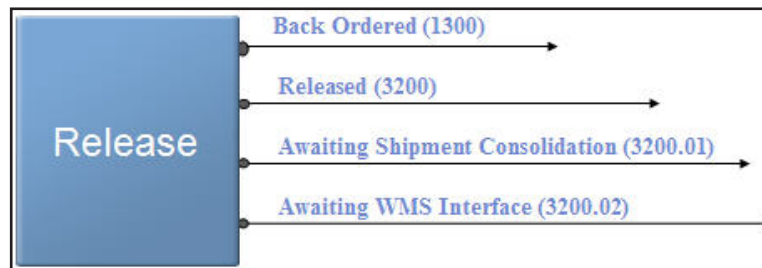 Back Ordered (1300)
Released (3200)
Release
Awaiting Shipment Consolidation (3200.01)
Awaiting WMS Interface (3200.02)